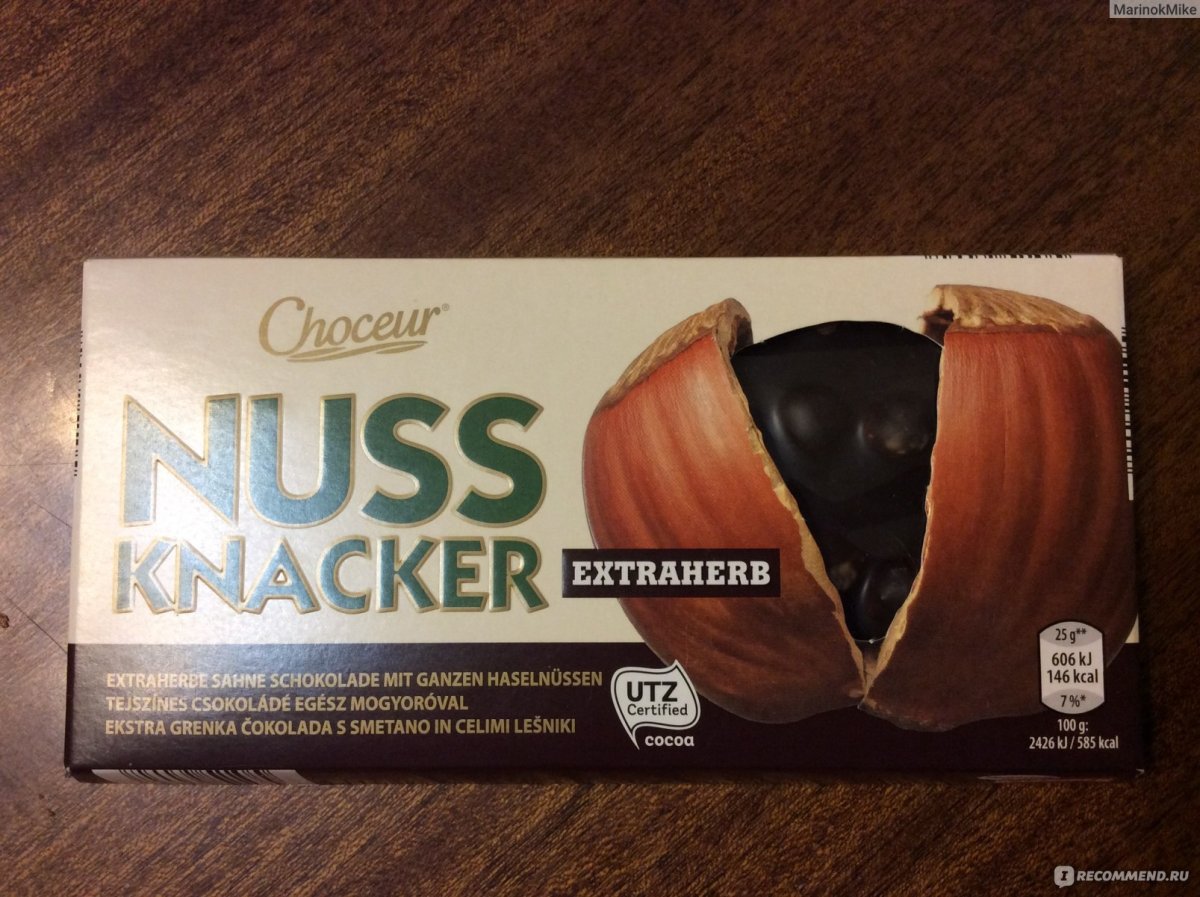 MarinokMike
Choceur®
NUSS
KNACKER
EXTRAHERB
EXTRAHERBE SAHNE SCHOKOLADE MIT GANZEN HASELNÜSSEN
TEJSZÍNES CSOKOLÁDÉ EGÉSZ MOGYORÓVAL
EKSTRA GRENKA ČOKOLADA S SMETANO IN CELIMI LEŠNIKI
UTZ
Certified
cocoa
25 g**
606 kJ
146 kcal
7 %*
100 g:
2426 kJ / 585 kcal
IRECOMMEND.RU